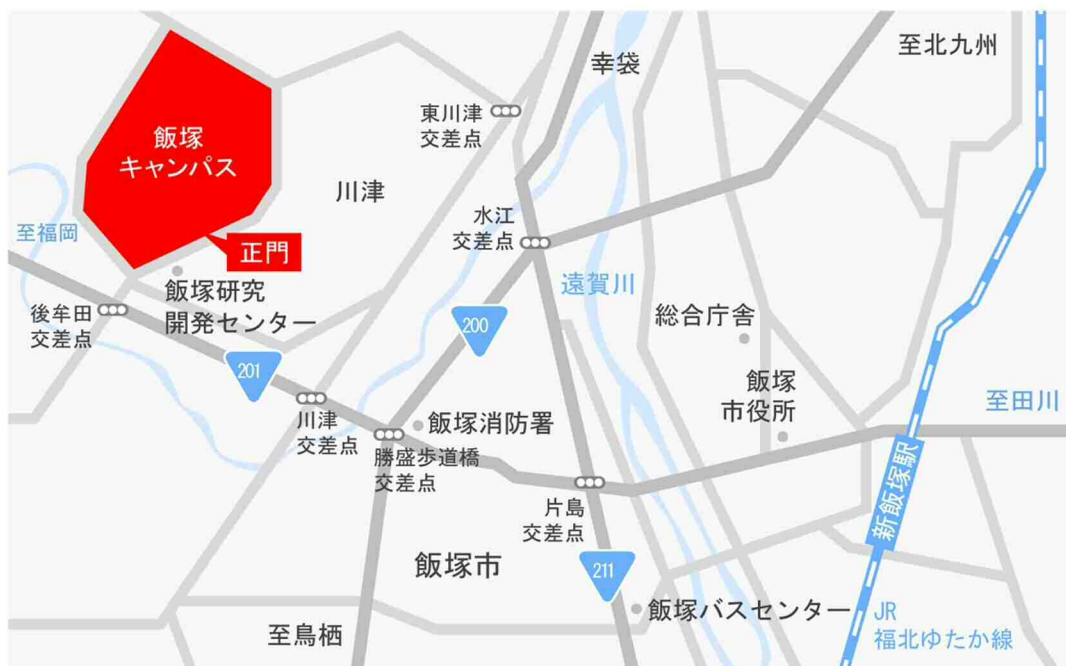 飯塚
キャンパス
正門
至福岡
後牟田
交差点
飯塚研究
開発センター
201
川津
東川津
交差点
水江
交差点
幸袋
至北九州
遠賀川
200
川津
交差点
飯塚消防署
勝盛歩道橋
交差点
総合庁舎
飯塚
市役所
至田川
新飯塚駅
片島
交差点
飯塚市
211
飯塚バスセンター
至鳥栖
JR
福北ゆたか線